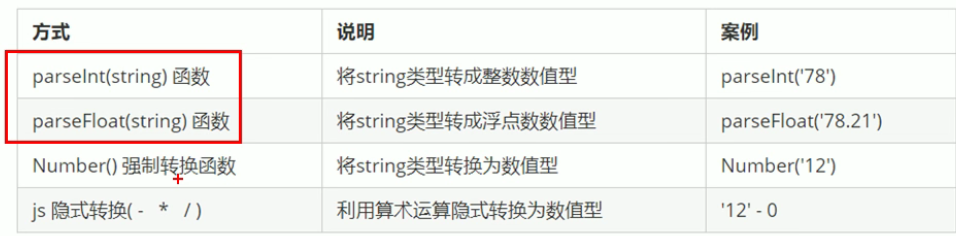 方式 说明 案例
parseInt(string) 函数 将string类型转成整数数值型 parseInt('78')
parseFloat(string) 函数 将string类型转成浮点数数值型 parseFloat('78.21')
Number() 强制转换函数 将string类型转换为数值型 Number('12')
js 隐式转换( - * / ) 利用算术运算隐式转换为数值型 '12' - 0